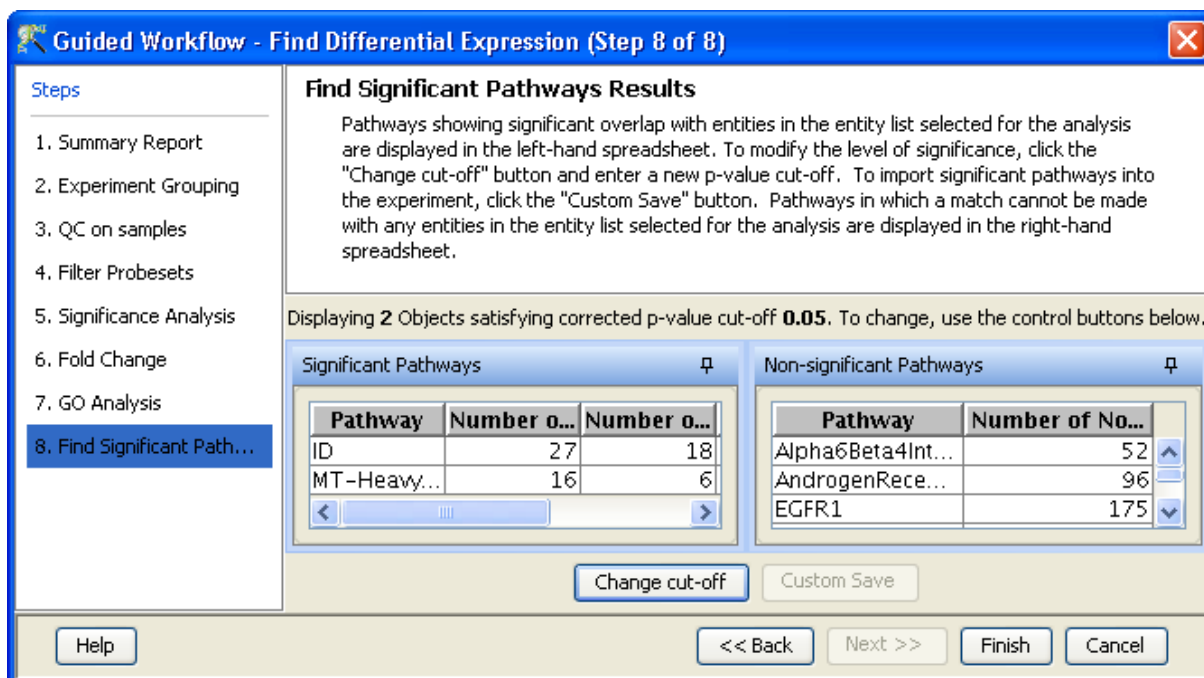 Guided Workflow - Find Differential Expression (Step 8 of 8)
Steps
1. Summary Report
2. Experiment Grouping
3. QC on samples
4. Filter Probesets
5. Significance Analysis
6. Fold Change
7. GO Analysis
8. Find Significant Path...
Find Significant Pathways Results
Pathways showing significant overlap with entities in the entity list selected for the analysis
are displayed in the left-hand spreadsheet. To modify the level of significance, click the
"Change cut-off" button and enter a new p-value cut-off. To import significant pathways into
the experiment, click the "Custom Save" button. Pathways in which a match cannot be made
with any entities in the entity list selected for the analysis are displayed in the right-hand
spreadsheet.
Displaying 2 Objects satisfying corrected p-value cut-off 0.05. To change, use the control buttons below.
Significant Pathways
Pathway Number o... Number o...
ID 27 18
MT-Heavy... 16 6
Non-significant Pathways
Pathway Number of No...
Alpha6Beta4Int... 52
AndrogenRece... 96
EGFR1 175
Change cut-off Custom Save
Help << Back Next >> Finish Cancel